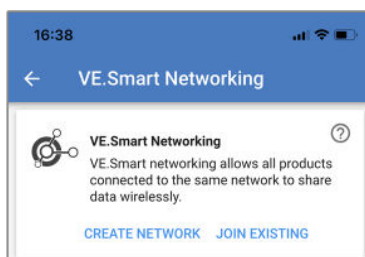 16:38
VE.Smart Networking
VE.Smart Networking
VE.Smart networking allows all products
connected to the same network to share
data wirelessly.
CREATE NETWORK JOIN EXISTING